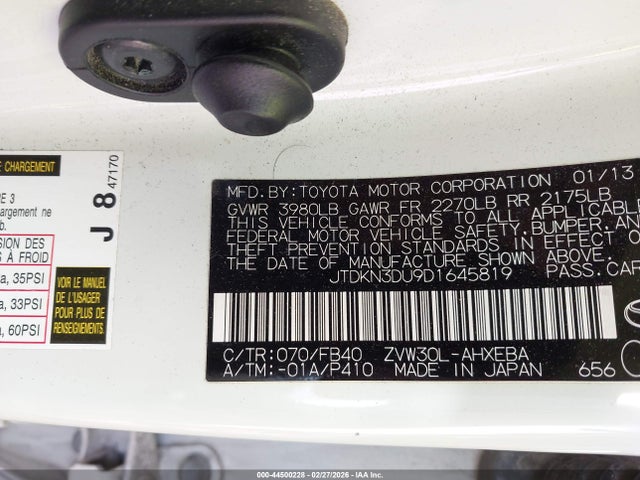 E CHARGEMENT
J 8 47170
E 3
hargement ne
b.
SION DES
S À FROID
a, 35PSI
a, 33PSI
a, 60PSI
VOIR LE MANUEL
DE L'USAGER
POUR PLUS DE
RENSEIGNEMENTS
MFD.BY:TOYOTA MOTOR CORPORATION 01/13
GVWR 3980LB GAWR FR 2270LB RR 2175LB
THIS VEHICLE CONFORMS TO ALL APPLICABLE
FEDERAL MOTOR VEHICLE SAFETY, BUMPER, AN
THEFT PREVENTION STANDARDS IN EFFECT O
THE DATE OF MANUFACTURE SHOWN ABOVE.
JTDKN3DU9D1645819 PASS.CAR
C/TR:070/FB40 ZVW30L-AHXEBA
A/TM:-01A/P410 MADE IN JAPAN 656
000-44500228 - 02/27/2026 - IAA Holdings, LLC